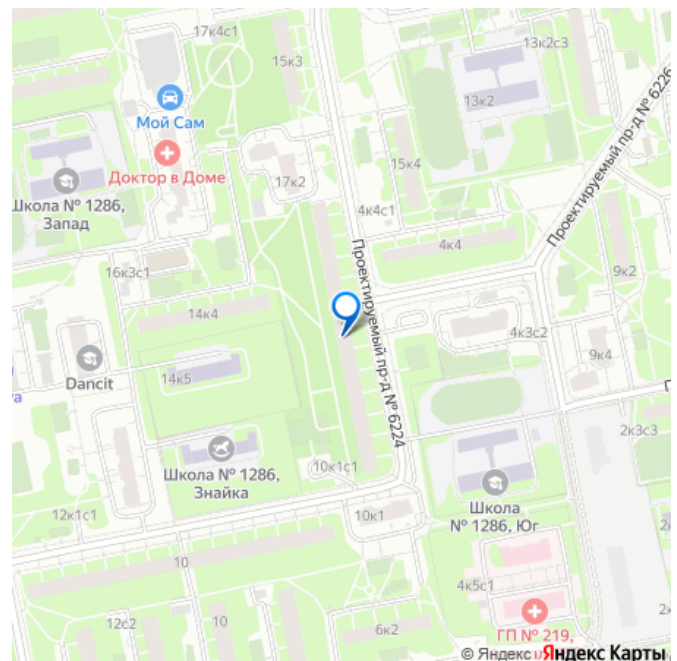 17к4с1
13к2с3
15к3
Проектируемый пр-д № 6226
13к2
Мой Сам
15к4
Доктор в Доме
17к2
Школа № 1286,
Запад
4к4с1
4к4
9к2
16к3с1
Проектируемый пр-д № 6224
14к4
4к3с2
9к4
Dancit
14к5
2к3с3
10к1с1
Школа № 1286,
Знайка
Школа
№ 1286, Юг
12к1с1
10к1
10
4к5с1
12с2
10
6к2
ГП № 219,
© Яндекс Яндекс Карты